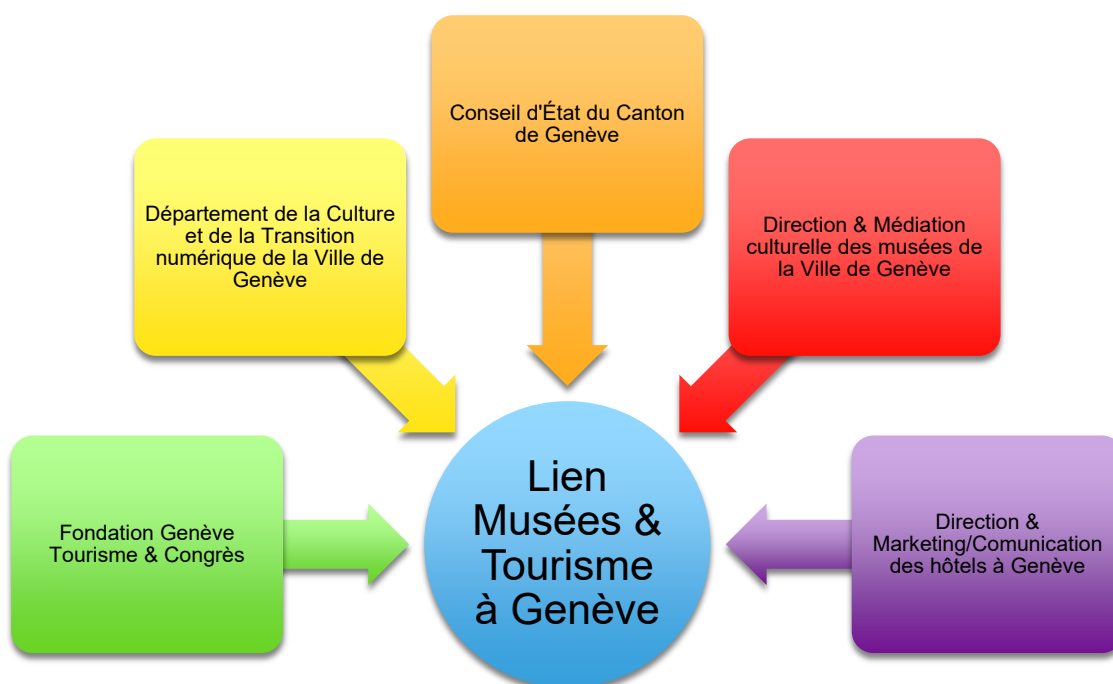 Conseil d'État du Canton
de Genève
Département de la Culture
et de la Transition
numérique de la Ville de
Genève
Direction & Médiation
culturelle des musées de
la Ville de Genève
Fondation Genève
Tourisme & Congrès
Lien
Musées &
Tourisme
à Genève
Direction &
Marketing/Comunication
des hôtels à Genève